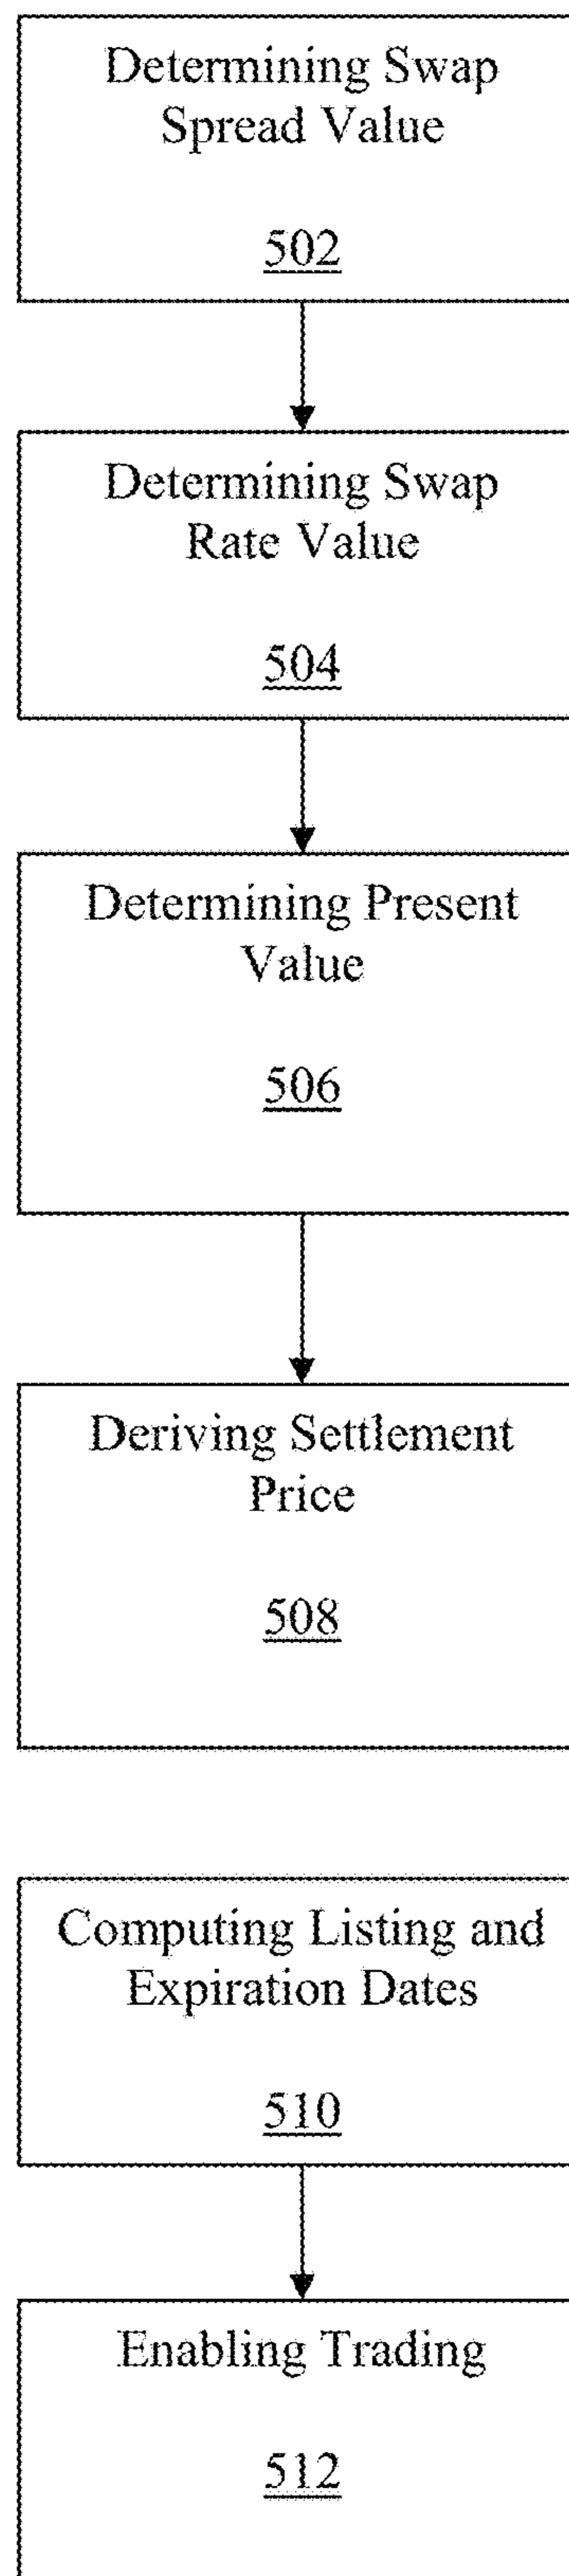 Determining Swap
Spread Value
502
Determining Swap
Rate Value
504
Determining Present
Value
506
Deriving Settlement
Price
508
Computing Listing and
Expiration Dates
510
Enabling Trading
512